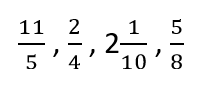 11/5 , 2/4 , 2 1/10 , 5/8